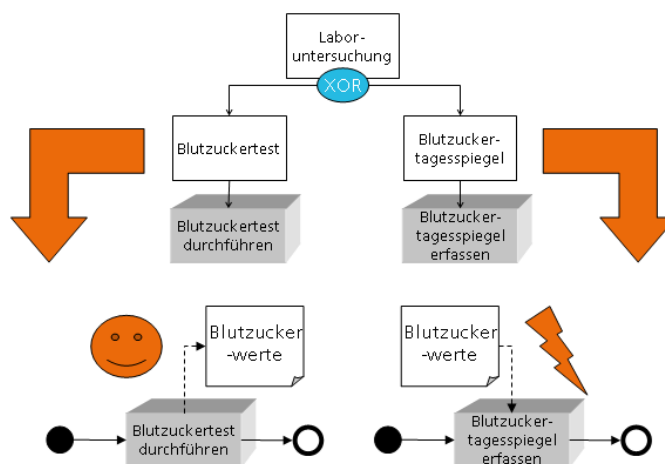 Labor-
untersuchung
XOR
Blutzuckertest
Blutzucker-
tagesspiegel
Blutzuckertest
durchführen
Blutzucker-
tagesspiegel
erfassen
Blutzucker
-werte
Blutzucker
-werte
Blutzuckertest
durchführen
Blutzucker-
tagesspiegel
erfassen